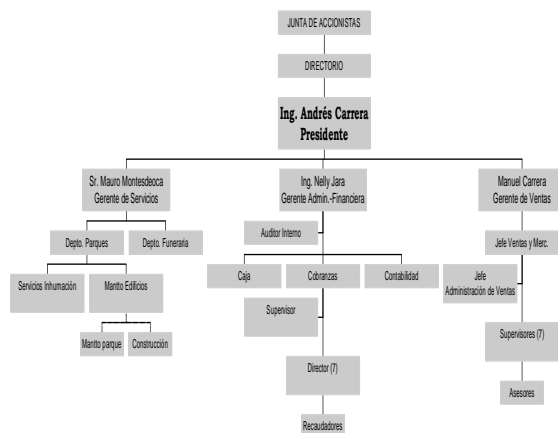 JUNTA DE ACCIONISTAS
DIRECTORIO
Ing. Andrés Carrera
Presidente
Sr. Mauro Montesdeoca
Gerente de Servicios
Ing. Nelly Jara
Gerente Admin.-Financiera
Manuel Carrera
Gerente de Ventas
Depto. Parques
Depto. Funeraria
Auditor Interno
Jefe Ventas y Merc.
Servicios Inhumación
Mantto Edificios
Caja
Cobranzas
Contabilidad
Jefe
Administración de Ventas
Mantto parque
Construcción
Supervisor
Supervisores (7)
Director (7)
Asesores
Recaudadores